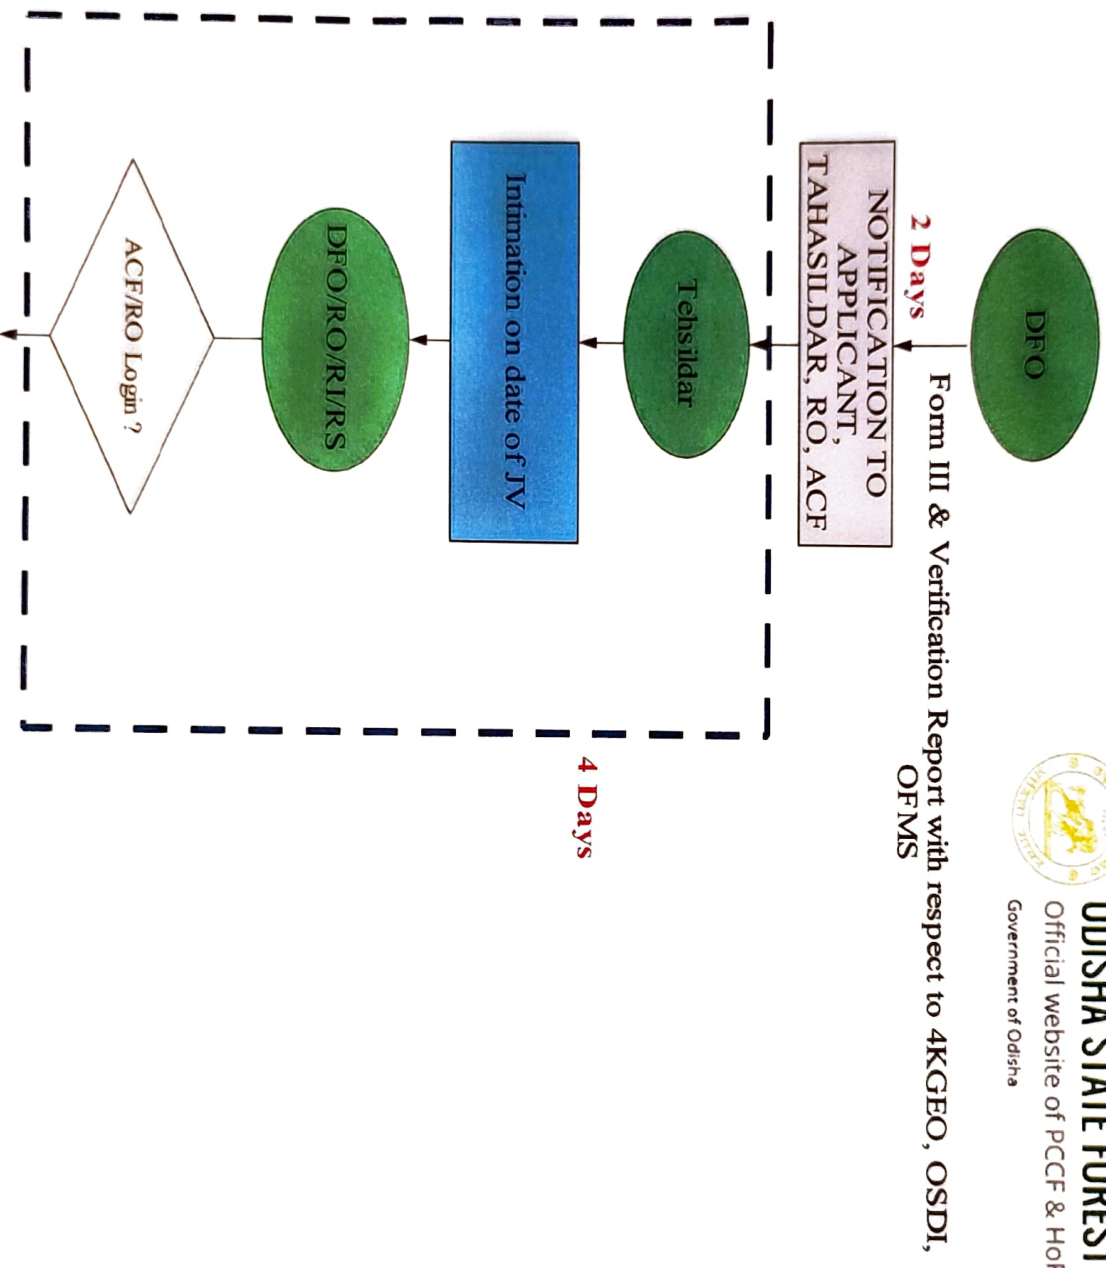 ODISHA STATE FOREST
Official website of PCCF & HoF
Government of Odisha
DFO
2 Days
Form III & Verification Report with respect to 4KGEO, OSDI,
OFMS
NOTIFICATION TO
APPLICANT,
TAHASILDAR, RO, ACF
Tehsildar
4 Days
Intimation on date of JV
DFO/RO/RI/RS
ACF/RO Login ?